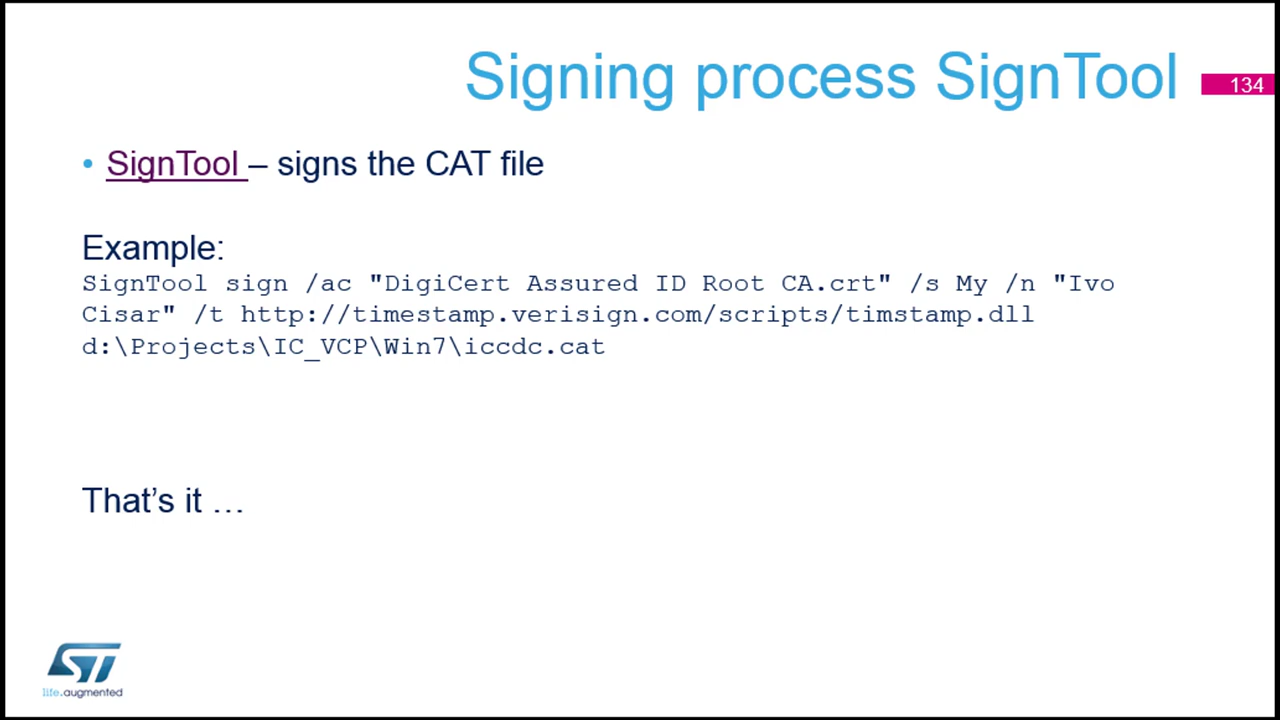 Signing process SignTool
134
• SignTool – signs the CAT file
Example:
SignTool sign /ac "DigiCert Assured ID Root CA.crt" /s My /n "Ivo
Cisar" /t http://timestamp.verisign.com/scripts/timstamp.dll
d:\Projects\IC_VCP\Win7\iccdc.cat
That’s it …
ST
life.augmented